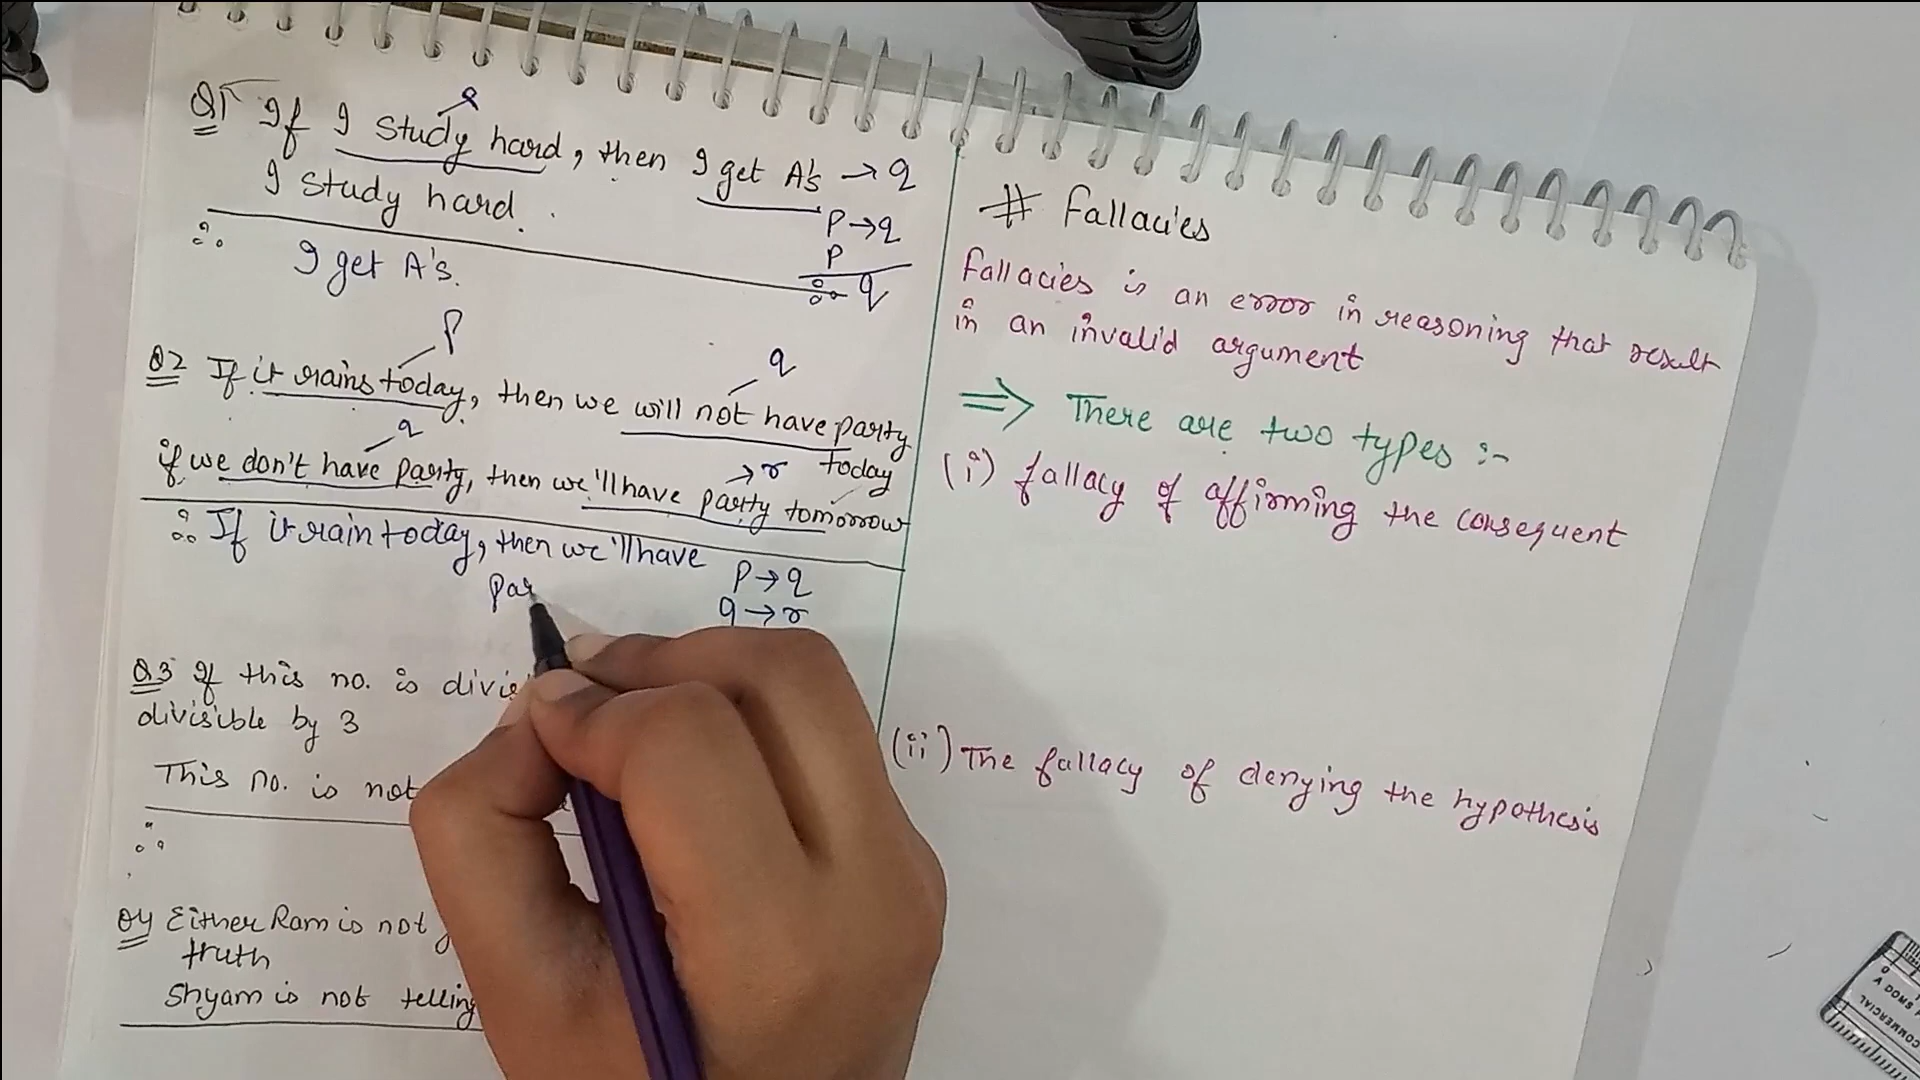 Q1 If I study hard, then I get A's → q
I study hard.
p→q
p
∴ q
∴ I get A's.
p
q
Q2 If it rains today, then we will not have party
today
q
if we don't have party, then we'll have party tomorrow
→ r
∴ If it rain today, then we'll have
par
p→q
q→r
Q3 If this no. is
divisible by 3
This no. is not
∴
Q4 Either Ram is not
truth
Shyam is not telling
# Fallacies
Fallacies is an error in reasoning that result
in an invalid argument
⇒ There are two types :-
(i) fallacy of affirming the consequent
(ii) The fallacy of denying the hypothesis